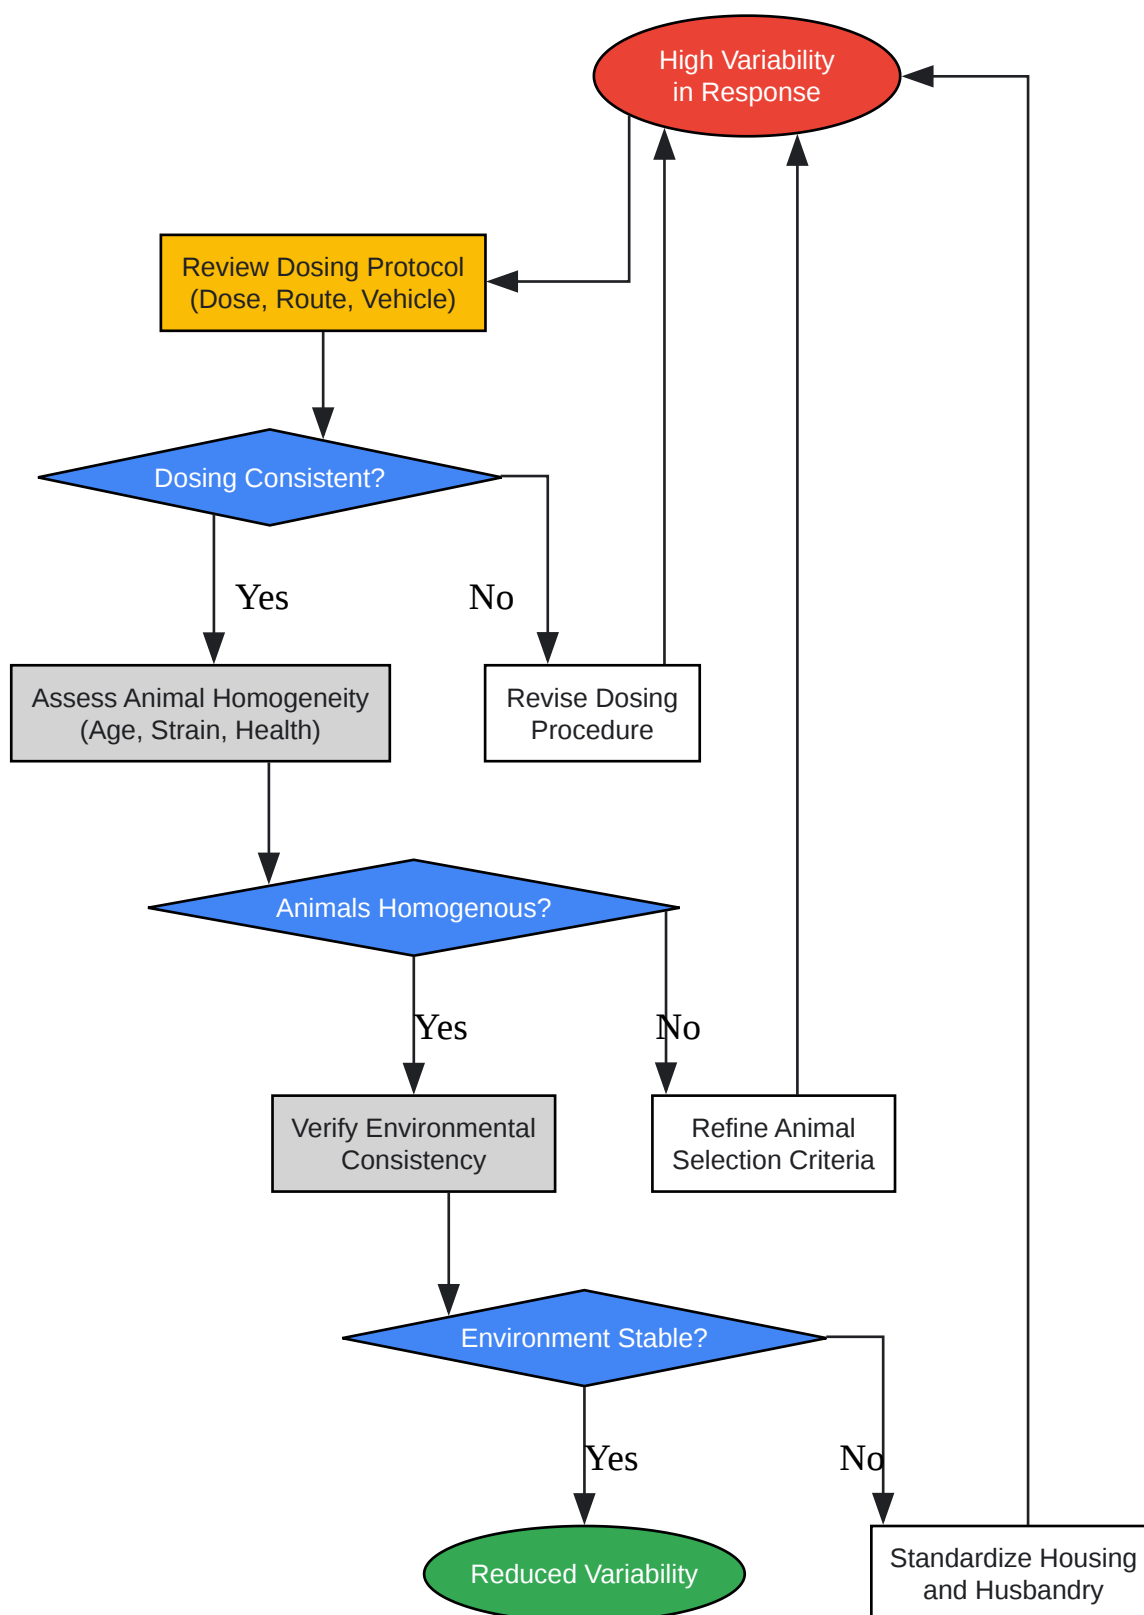 High Variability
in Response
Review Dosing Protocol
(Dose, Route, Vehicle)
Dosing Consistent?
Yes
No
Assess Animal Homogeneity
(Age, Strain, Health)
Revise Dosing
Procedure
Animals Homogenous?
Yes
No
Verify Environmental
Consistency
Refine Animal
Selection Criteria
Environment Stable?
Yes
No
Reduced Variability
Standardize Housing
and Husbandry